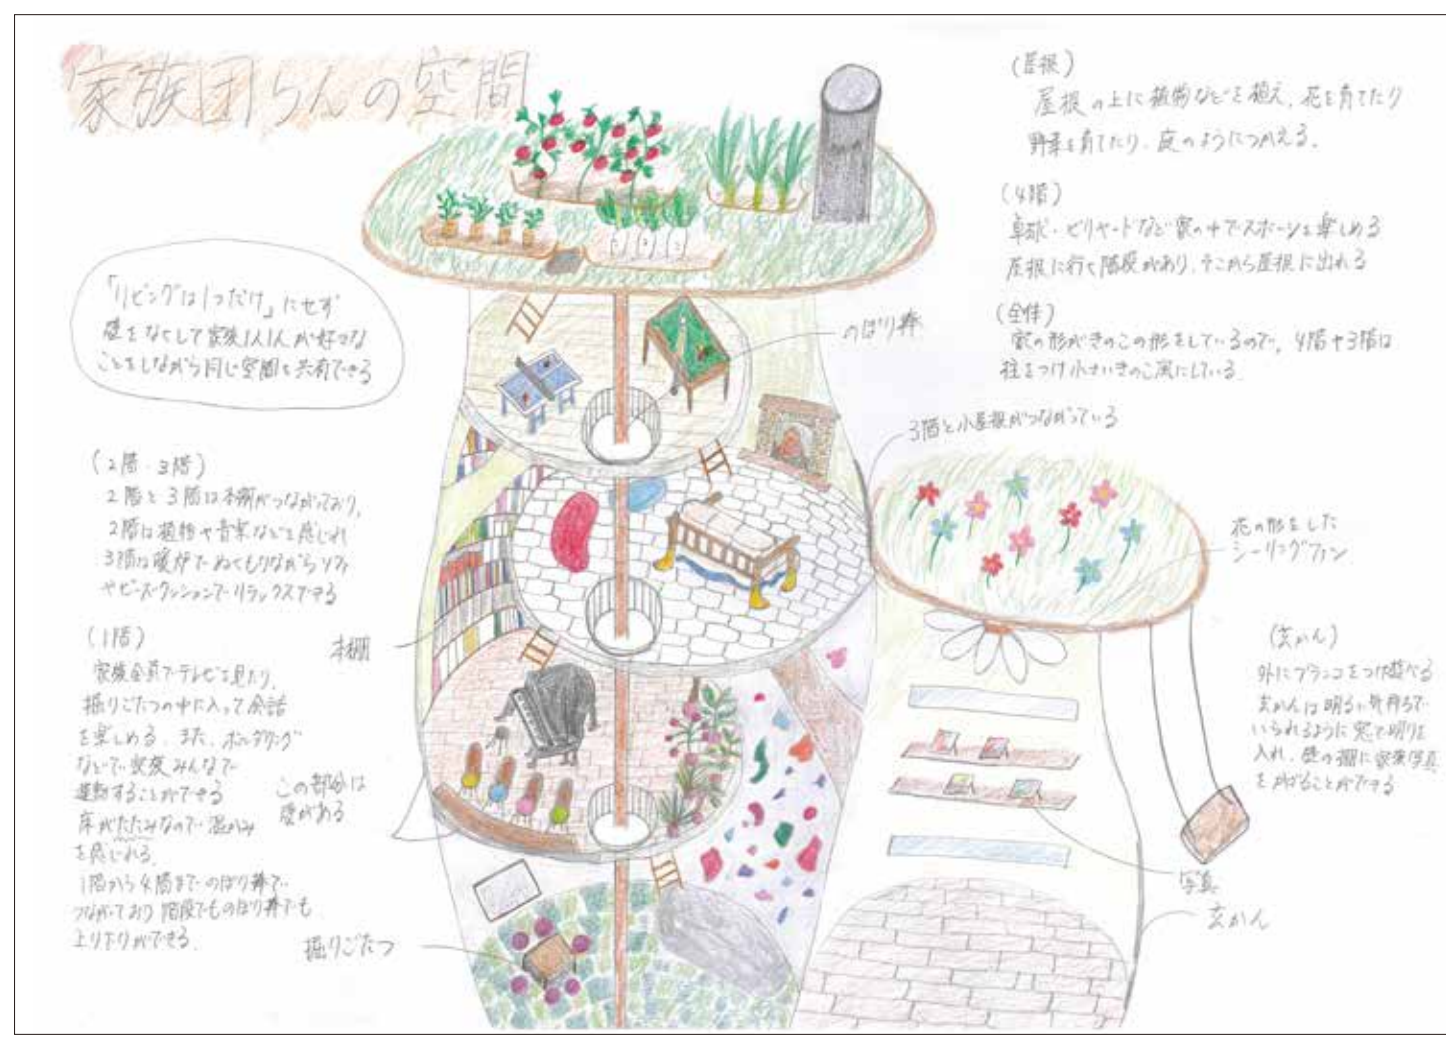 家族団らんの空間
「リビングは1つだけ」にせず
壁をなくして家族1人1人が好きな
ことをしながら同じ空間を共有できる
(2階・3階)
2階と3階は本棚がつながっており、
2階は植物や音楽などを感じれ
3階は暖炉でぬくもりながらソファ
やビーズクッションでリラックスできる
本棚
(1階)
家族全員でテレビを見たり、
掘りごたつの中に入って会話
を楽しめる。また、ボルダリング
などで家族みんなで
運動することができる
床がたたみなので温かみ
を感じれる。
1階から4階までのぼり棒で
つながっており階段でものぼり棒でも
上り下りができる。
この部分は
壁がある
掘りごたつ
のぼり棒
(屋根)
屋根の上に植物などを植え、花を育てたり
野菜を育てたり、庭のようにつかえる。
(4階)
卓球・ビリヤードなど家の中でスポーツを楽しめる
屋根に行く階段があり、そこから屋根に出れる
(全体)
家の形がきのこの形をしているので、4階や3階は
柱をつけ小さいきのこ風にしている。
3階と小屋根がつながっている
花の形をした
シーリングファン
(玄かん)
外にブランコをつけ遊べる
玄かんは明るい気持ちで
いられるように窓で明りを
入れ、壁の棚に家族写真
をかざることができる
写真
玄かん